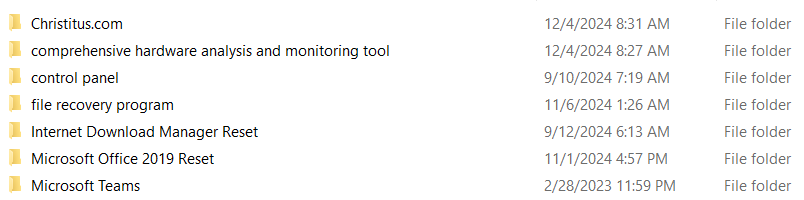 Christitus.com 12/4/2024 8:31 AM File folder
comprehensive hardware analysis and monitoring tool 12/4/2024 8:27 AM File folder
control panel 9/10/2024 7:19 AM File folder
file recovery program 11/6/2024 1:26 AM File folder
Internet Download Manager Reset 9/12/2024 6:13 AM File folder
Microsoft Office 2019 Reset 11/1/2024 4:57 PM File folder
Microsoft Teams 2/28/2023 11:59 PM File folder